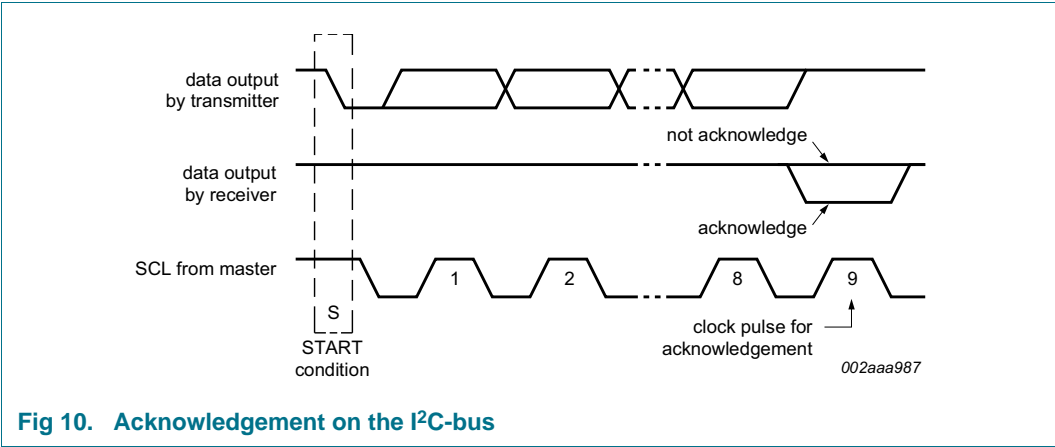 data output
by transmitter
not acknowledge
data output
by receiver
acknowledge
SCL from master
1
2
8
9
S
START
condition
clock pulse for
acknowledgement
002aaa987
Fig 10. Acknowledgement on the I²C-bus